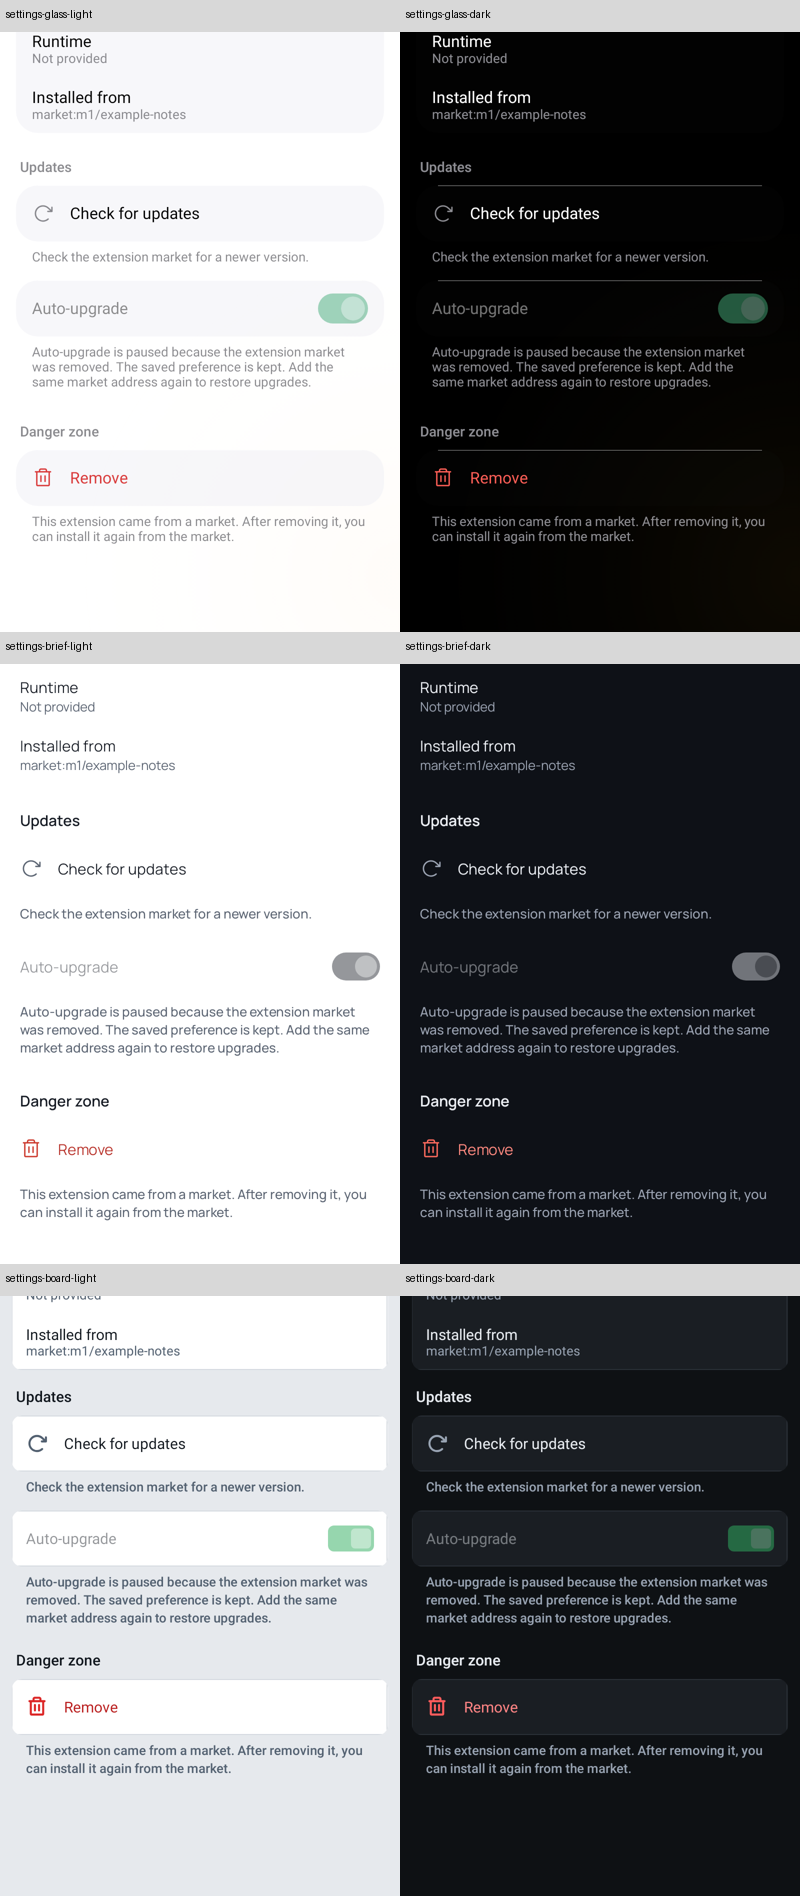 settings-glass-light
Runtime
Not provided
Installed from
market:m1/example-notes
Updates
Check for updates
Check the extension market for a newer version.
Auto-upgrade
Auto-upgrade is paused because the extension market
was removed. The saved preference is kept. Add the
same market address again to restore upgrades.
Danger zone
Remove
This extension came from a market. After removing it, you
can install it again from the market.
settings-glass-dark
Runtime
Not provided
Installed from
market:m1/example-notes
Updates
Check for updates
Check the extension market for a newer version.
Auto-upgrade
Auto-upgrade is paused because the extension market
was removed. The saved preference is kept. Add the
same market address again to restore upgrades.
Danger zone
Remove
This extension came from a market. After removing it, you
can install it again from the market.
settings-brief-light
Runtime
Not provided
Installed from
market:m1/example-notes
Updates
Check for updates
Check the extension market for a newer version.
Auto-upgrade
Auto-upgrade is paused because the extension market
was removed. The saved preference is kept. Add the same
market address again to restore upgrades.
Danger zone
Remove
This extension came from a market. After removing it, you
can install it again from the market.
settings-brief-dark
Runtime
Not provided
Installed from
market:m1/example-notes
Updates
Check for updates
Check the extension market for a newer version.
Auto-upgrade
Auto-upgrade is paused because the extension market
was removed. The saved preference is kept. Add the same
market address again to restore upgrades.
Danger zone
Remove
This extension came from a market. After removing it, you
can install it again from the market.
settings-board-light
Not provided
Installed from
market:m1/example-notes
Updates
Check for updates
Check the extension market for a newer version.
Auto-upgrade
Auto-upgrade is paused because the extension market was
removed. The saved preference is kept. Add the same
market address again to restore upgrades.
Danger zone
Remove
This extension came from a market. After removing it, you
can install it again from the market.
settings-board-dark
Not provided
Installed from
market:m1/example-notes
Updates
Check for updates
Check the extension market for a newer version.
Auto-upgrade
Auto-upgrade is paused because the extension market was
removed. The saved preference is kept. Add the same
market address again to restore upgrades.
Danger zone
Remove
This extension came from a market. After removing it, you
can install it again from the market.